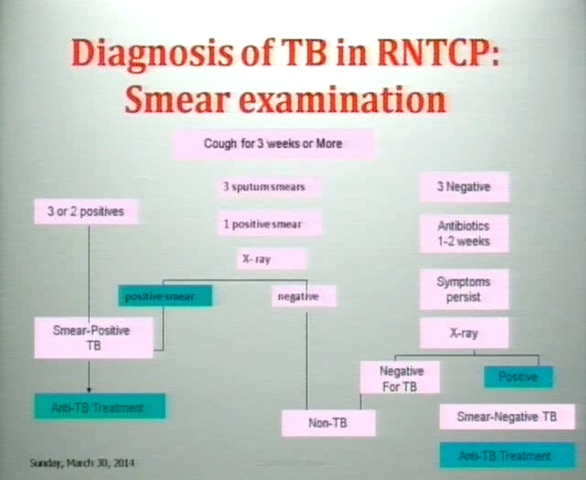 Diagnosis of TB in RNTCP:
Smear examination
Cough for 3 weeks or More
3 sputum smears
3 Negative
3 or 2 positives
1 positive smear
Antibiotics
1-2 weeks
X- ray
positive smear
negative
Symptoms
persist
Smear-Positive
TB
X-ray
Negative
For TB
Positive
Anti-TB Treatment
Non-TB
Smear-Negative TB
Anti-TB Treatment
Sunday, March 30, 2014